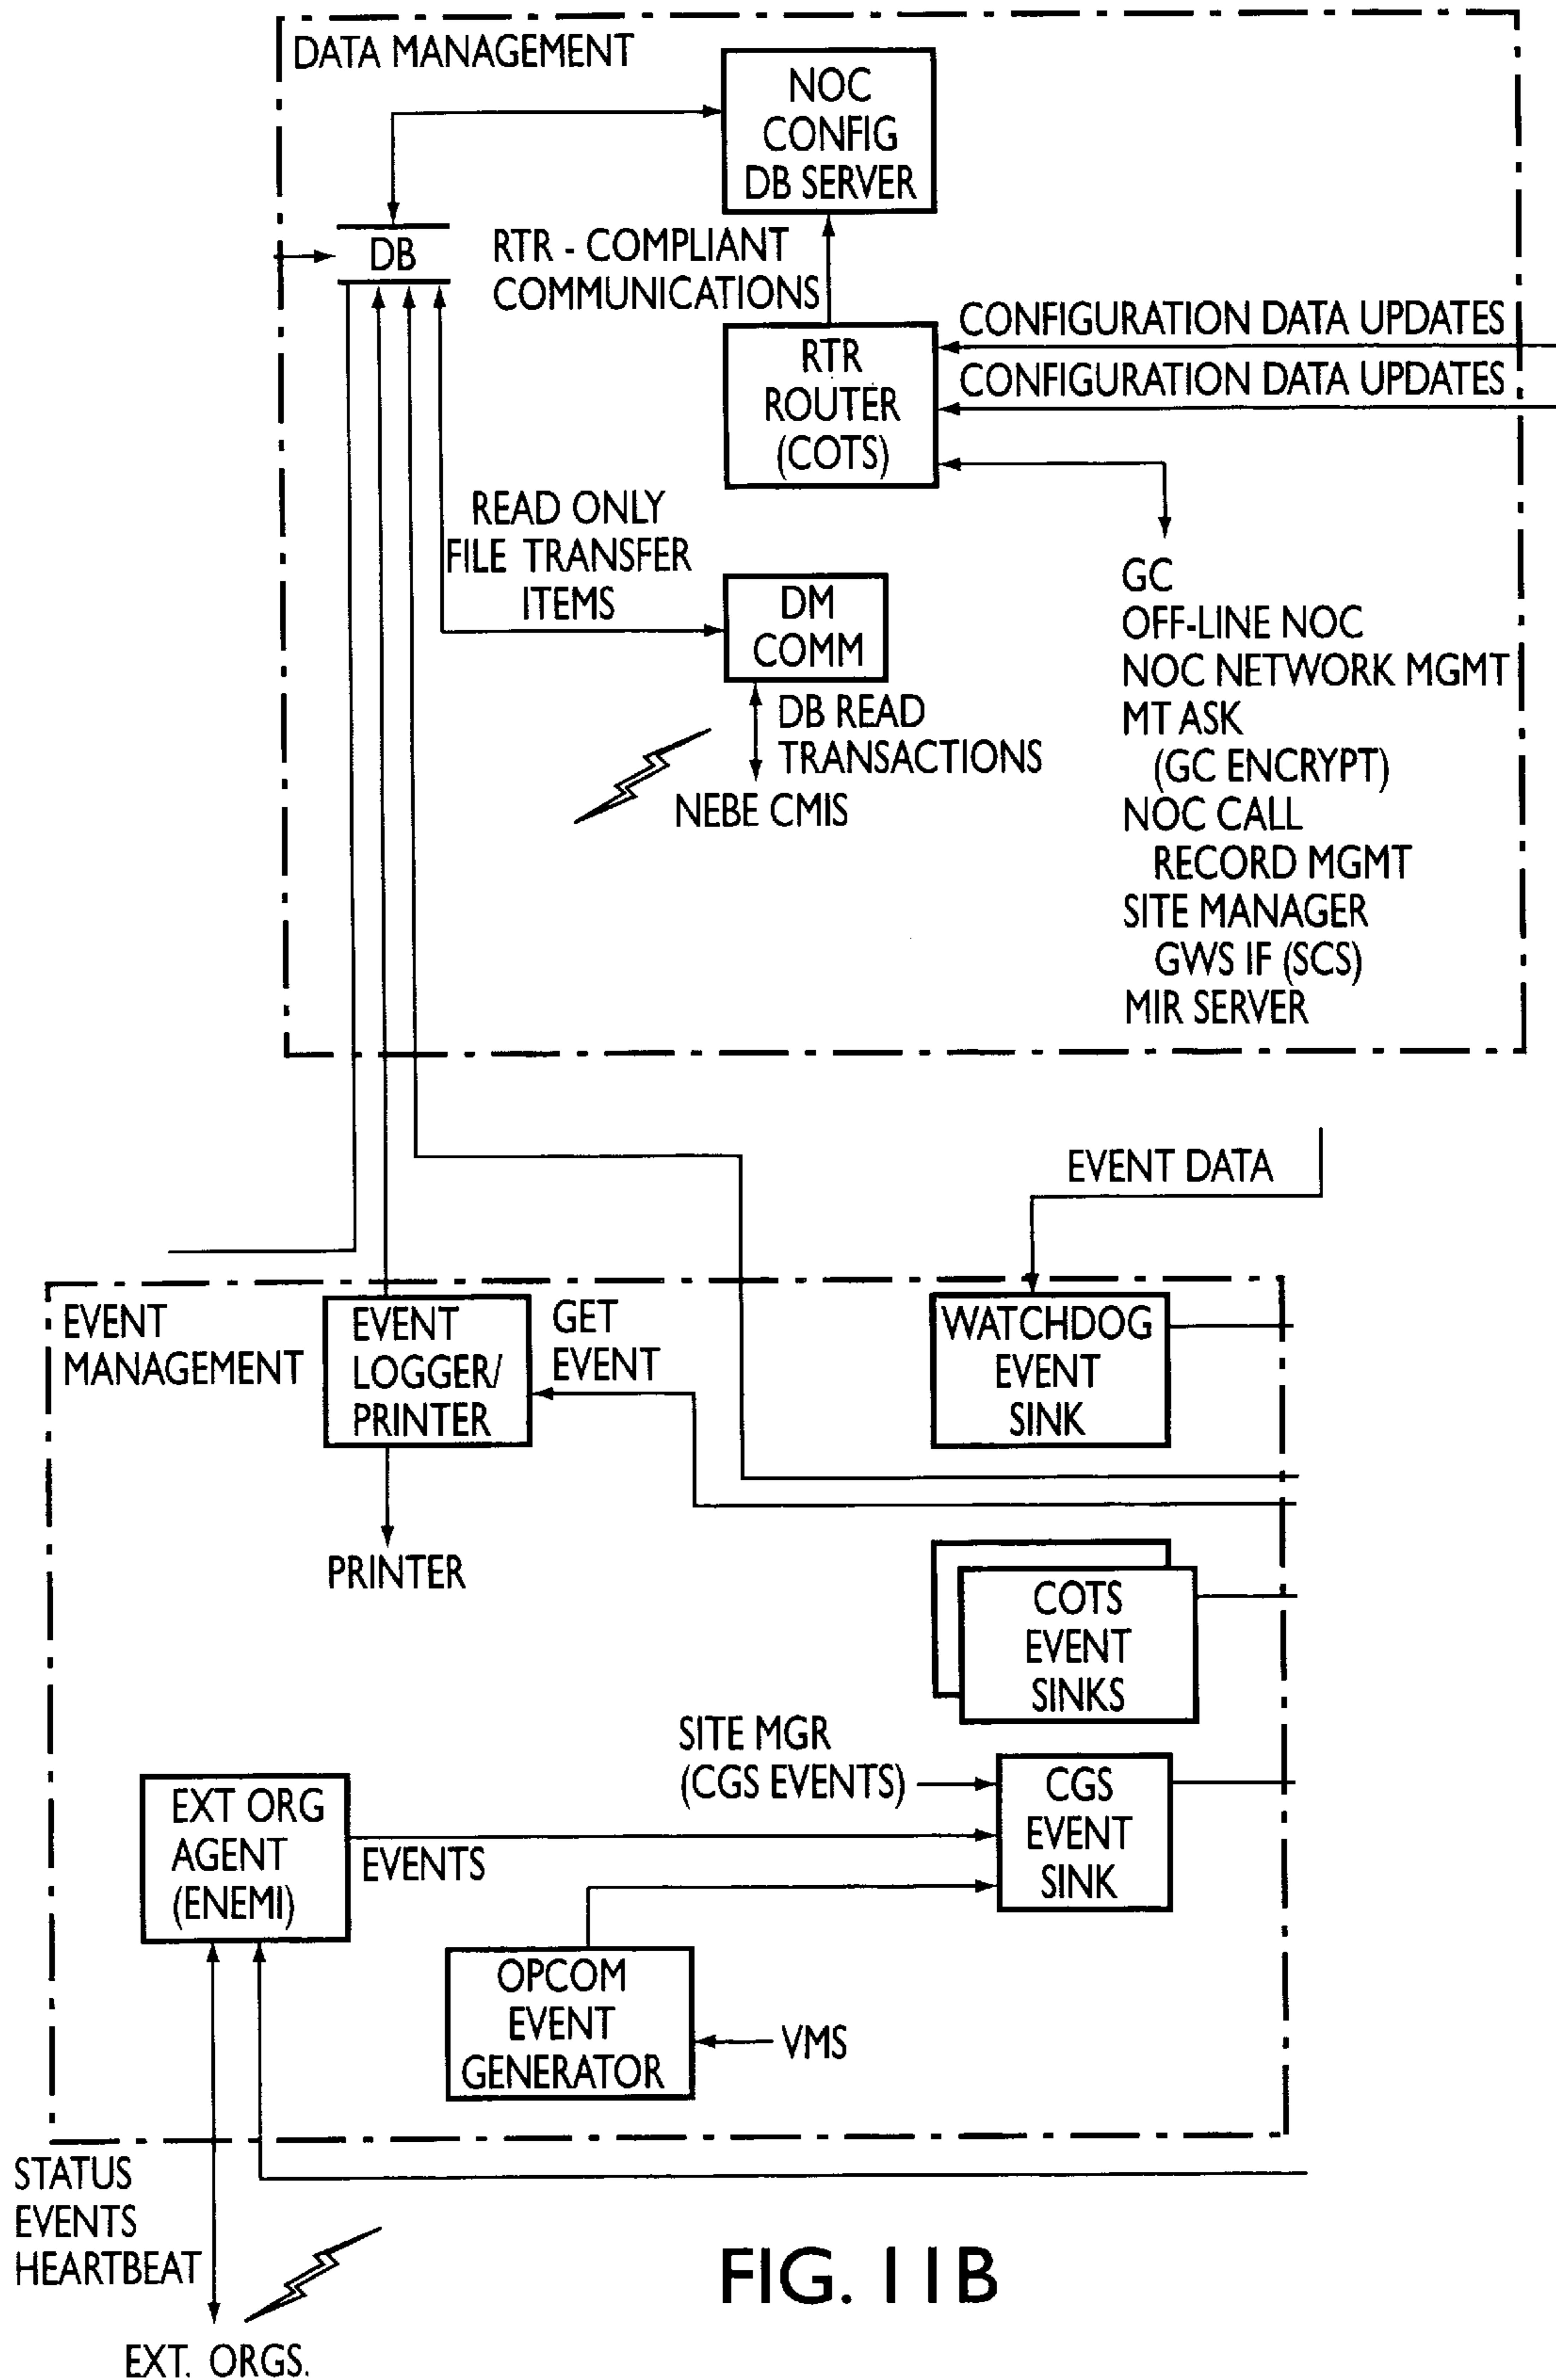 DATA MANAGEMENT
NOC
CONFIG
DB SERVER
DB
RTR - COMPLIANT
COMMUNICATIONS
RTR
ROUTER
(COTS)
CONFIGURATION DATA UPDATES
CONFIGURATION DATA UPDATES
READ ONLY
FILE TRANSFER
ITEMS
DM
COMM
DB READ
TRANSACTIONS
NEBE CMIS
GC
OFF-LINE NOC
NOC NETWORK MGMT
MT ASK
(GC ENCRYPT)
NOC CALL
RECORD MGMT
SITE MANAGER
GWS IF (SCS)
MIR SERVER
EVENT DATA
EVENT
MANAGEMENT
EVENT
LOGGER/
PRINTER
GET
EVENT
WATCHDOG
EVENT
SINK
PRINTER
COTS
EVENT
SINKS
SITE MGR
(CGS EVENTS)
CGS
EVENT
SINK
EXT ORG
AGENT
(ENEMI)
EVENTS
OPCOM
EVENT
GENERATOR
VMS
STATUS
EVENTS
HEARTBEAT
EXT. ORGS.
FIG. 11B